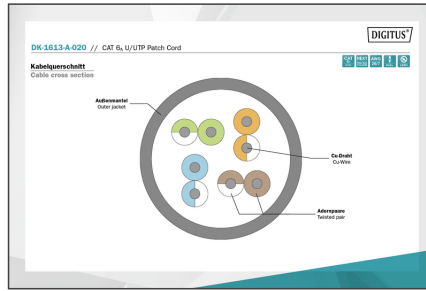 DIGITUS®
DK-1613-A-020 // CAT 6A U/UTP Patch Cord
Kabelquerschnitt
Cable cross section
Außenmantel
Outer jacket
Cu-Draht
Cu-Wire
Adernpaare
Twisted pair